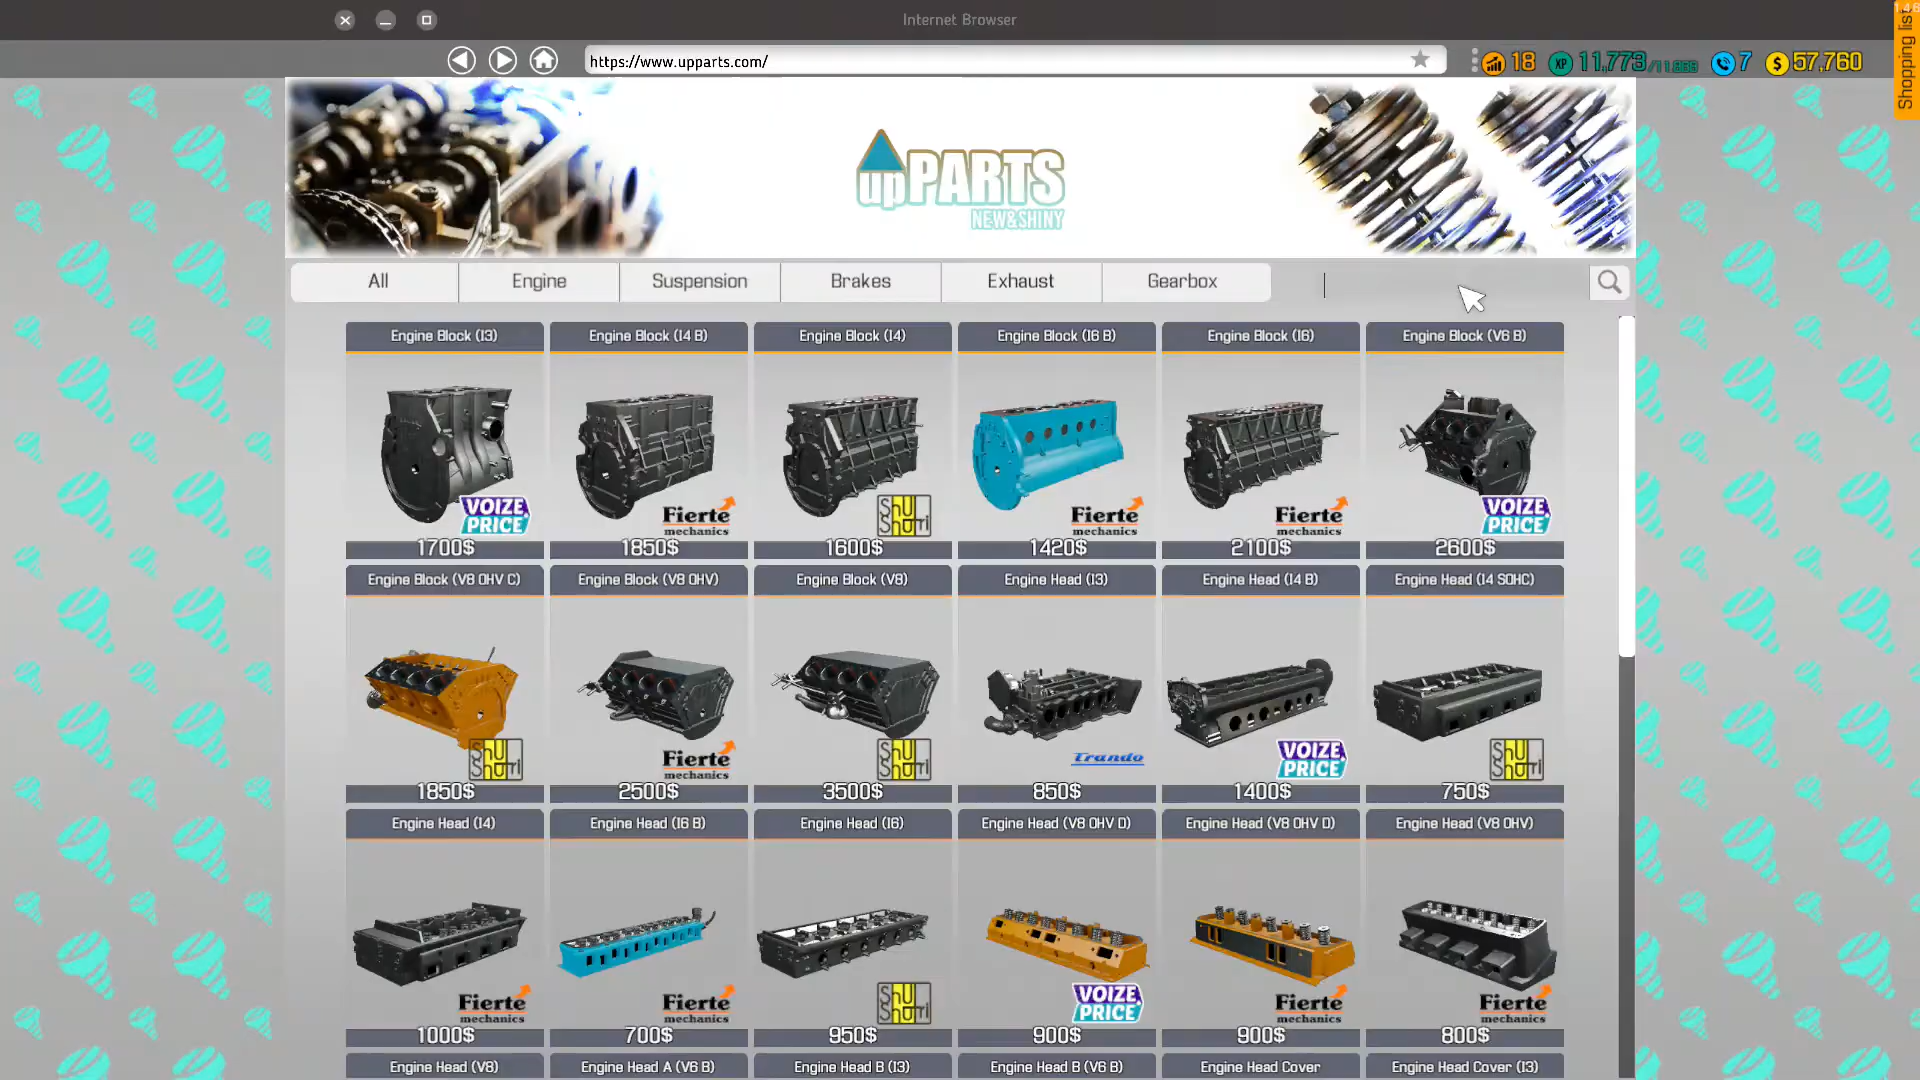 Internet Browser
https://www.upparts.com/
18
XP 11,773
7
$ 57,760
Shopping list
upPARTS
NEW&SHINY
All
Engine
Suspension
Brakes
Exhaust
Gearbox
Engine Block (I3)
Engine Block (I4 B)
Engine Block (I4)
Engine Block (I6 B)
Engine Block (I6)
Engine Block (V6 B)
VOIZE PRICE
Fierte mechanics
Shu Shuri
Fierte mechanics
Fierte mechanics
VOIZE PRICE
1700$
1850$
1600$
1420$
2100$
2600$
Engine Block (V8 OHV C)
Engine Block (V8 OHV)
Engine Block (V8)
Engine Head (I3)
Engine Head (I4 B)
Engine Head (I4 SOHC)
Fierte mechanics
Trando
VOIZE PRICE
1850$
2500$
3500$
850$
1400$
750$
Engine Head (I4)
Engine Head (I6 B)
Engine Head (I6)
Engine Head (V8 OHV D)
Engine Head (V8 OHV D)
Engine Head (V8 OHV)
Fierte mechanics
Fierte mechanics
VOIZE PRICE
Fierte mechanics
Fierte mechanics
1000$
700$
950$
900$
900$
800$
Engine Head (V8)
Engine Head A (V6 B)
Engine Head B (I3)
Engine Head B (V6 B)
Engine Head Cover
Engine Head Cover (I3)